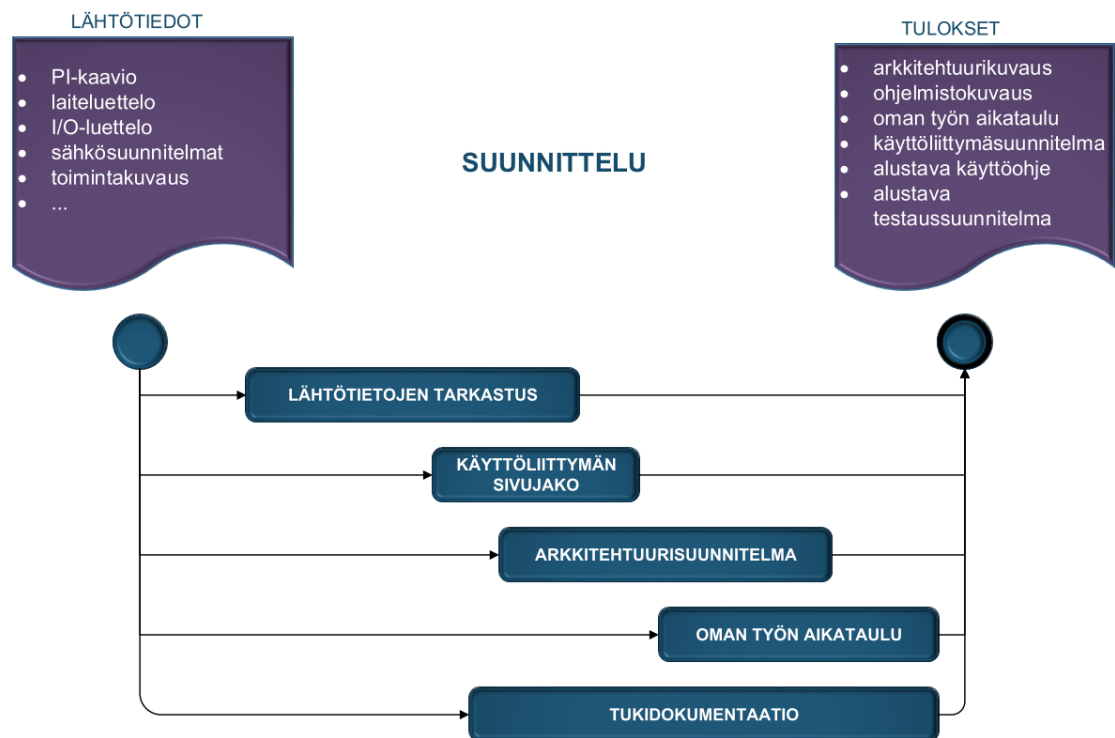 LÄHTÖTIEDOT
• PI-kaavio
• laiteluettelo
• I/O-luettelo
• sähkösuunnitelmat
• toimintakuvaus
• ...
SUUNNITTELU
TULOKSET
• arkkitehtuurikuvaus
• ohjelmistokuvaus
• oman työn aikataulu
• käyttöliittymäsuunnitelma
• alustava käyttöohje
• alustava
testaussuunnitelma
LÄHTÖTIETOJEN TARKASTUS
KÄYTTÖLIITTYMÄN
SIVUJAKO
ARKKITEHTUURISUUNNITELMA
OMAN TYÖN AIKATAULU
TUKIDOKUMENTAATIO